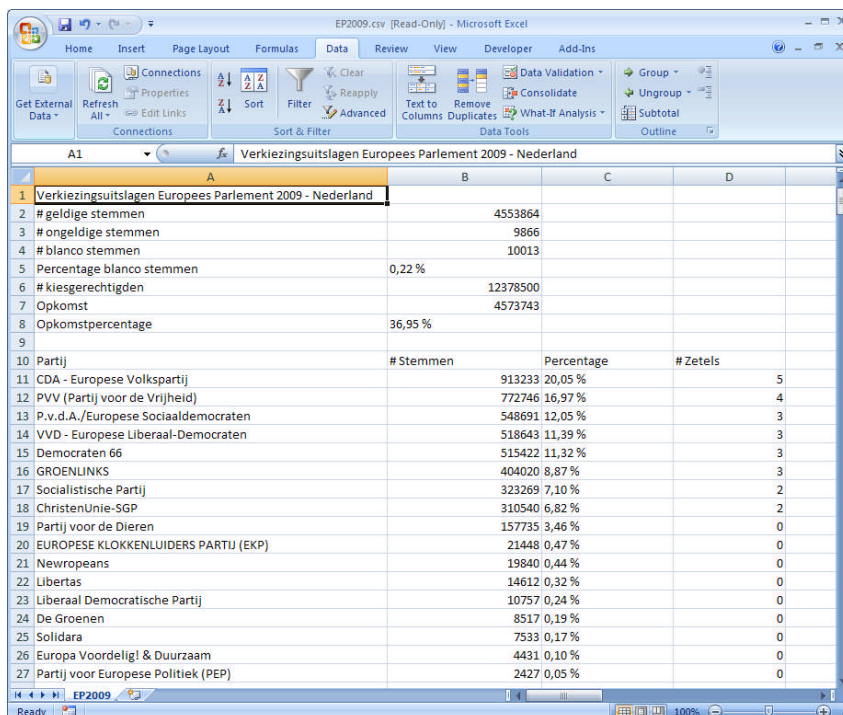 EP2009.csv [Read-Only] - Microsoft Excel
Home Insert Page Layout Formulas Data Review View Developer Add-Ins
Get External Data
Refresh All
Connections
Properties
Edit Links
Connections
Sort
Filter
Clear
Reapply
Advanced
Sort & Filter
Text to Columns
Remove Duplicates
Data Validation
Consolidate
What-If Analysis
Data Tools
Group
Ungroup
Subtotal
Outline
A1 fx Verkiezingsuitslagen Europees Parlement 2009 - Nederland
A B C D
1 Verkiezingsuitslagen Europees Parlement 2009 - Nederland
2 # geldige stemmen 4553864
3 # ongeldige stemmen 9866
4 # blanco stemmen 10013
5 Percentage blanco stemmen 0,22 %
6 # kiesgerechtigden 12378500
7 Opkomst 4573743
8 Opkomstpercentage 36,95 %
9
10 Partij # Stemmen Percentage # Zetels
11 CDA - Europese Volkspartij 913233 20,05 % 5
12 PVV (Partij voor de Vrijheid) 772746 16,97 % 4
13 P.v.d.A./Europese Sociaaldemocraten 548691 12,05 % 3
14 VVD - Europese Liberaal-Democraten 518643 11,39 % 3
15 Democraten 66 515422 11,32 % 3
16 GROENLINKS 404020 8,87 % 3
17 Socialistische Partij 323269 7,10 % 2
18 ChristenUnie-SGP 310540 6,82 % 2
19 Partij voor de Dieren 157735 3,46 % 0
20 EUROPESE KLOKKENLUIDERS PARTIJ (EKP) 21448 0,47 % 0
21 Newropeans 19840 0,44 % 0
22 Libertas 14612 0,32 % 0
23 Liberaal Democratische Partij 10757 0,24 % 0
24 De Groenen 8517 0,19 % 0
25 Solidara 7533 0,17 % 0
26 Europa Voordelig! & Duurzaam 4431 0,10 % 0
27 Partij voor Europese Politiek (PEP) 2427 0,05 % 0
EP2009
Ready 100%